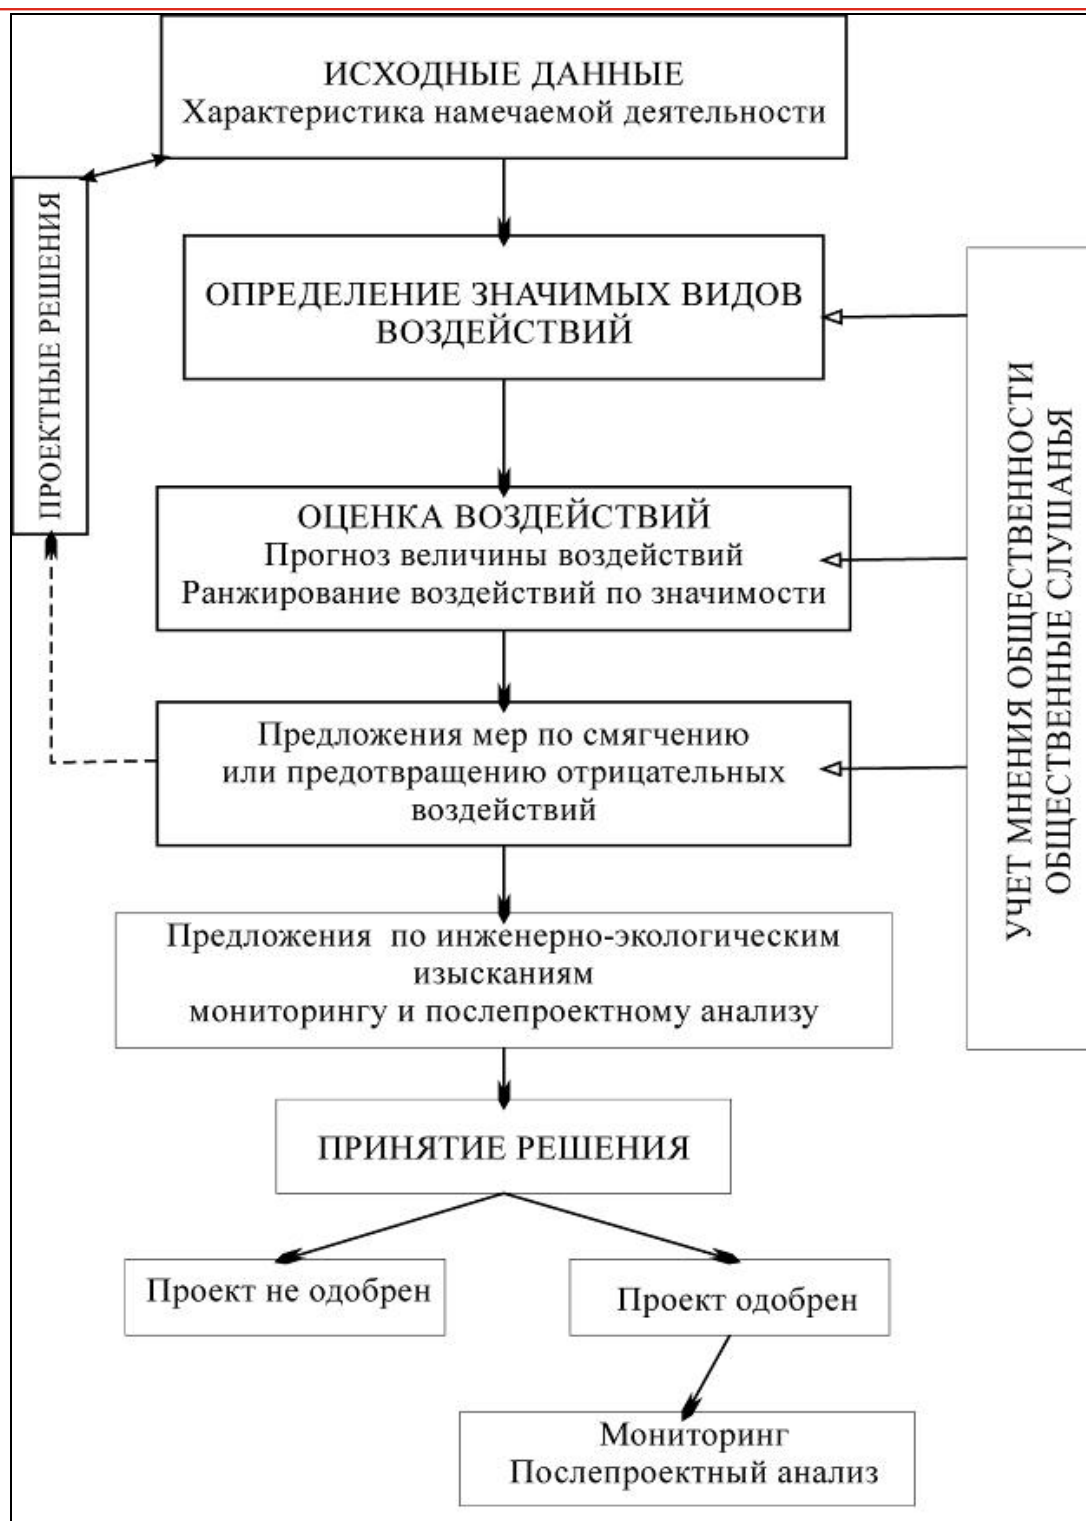 ИСХОДНЫЕ ДАННЫЕ
Характеристика намечаемой деятельности
ПРОЕКТНЫЕ РЕШЕНИЯ
ОПРЕДЕЛЕНИЕ ЗНАЧИМЫХ ВИДОВ
ВОЗДЕЙСТВИЙ
УЧЕТ МНЕНИЯ ОБЩЕСТВЕННОСТИ
ОБЩЕСТВЕННЫЕ СЛУШАНЬЯ
ОЦЕНКА ВОЗДЕЙСТВИЙ
Прогноз величины воздействий
Ранжирование воздействий по значимости
Предложения мер по смягчению
или предотвращению отрицательных
воздействий
Предложения по инженерно-экологическим
изысканиям
мониторингу и послепроектному анализу
ПРИНЯТИЕ РЕШЕНИЯ
Проект не одобрен
Проект одобрен
Мониторинг
Послепроектный анализ